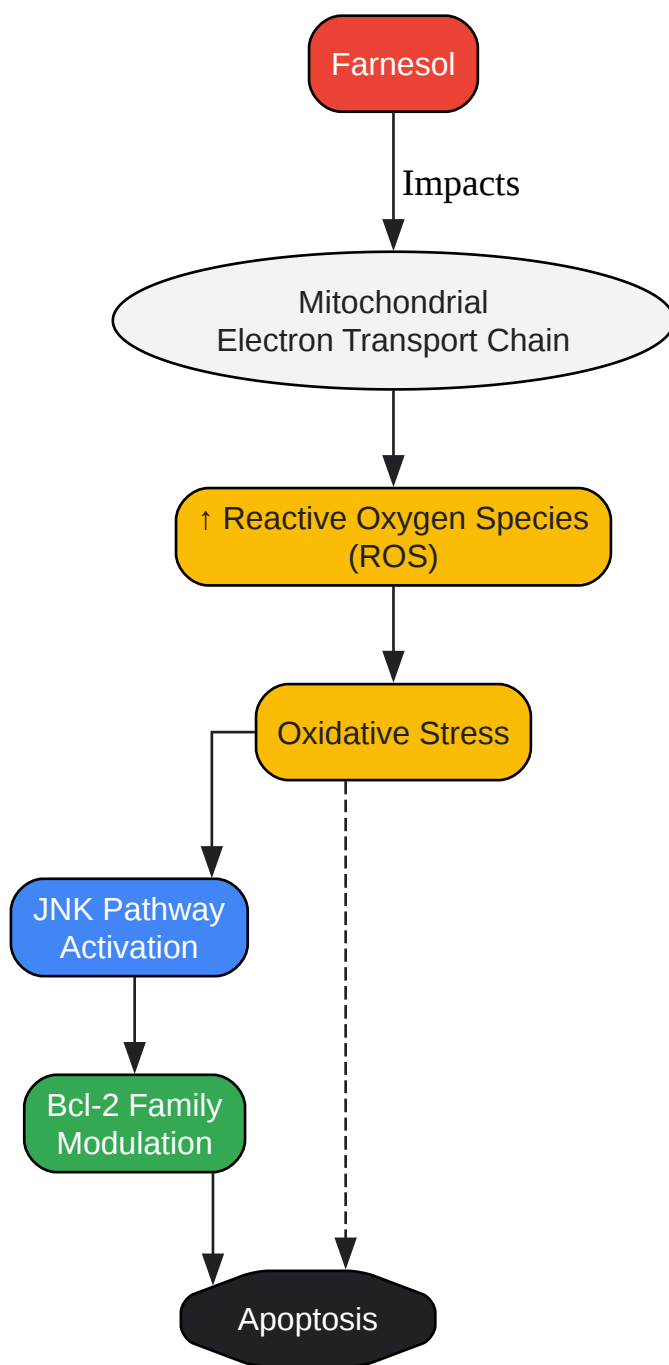 Farnesol
Impacts
Mitochondrial
Electron Transport Chain
↑ Reactive Oxygen Species
(ROS)
Oxidative Stress
JNK Pathway
Activation
Bcl-2 Family
Modulation
Apoptosis